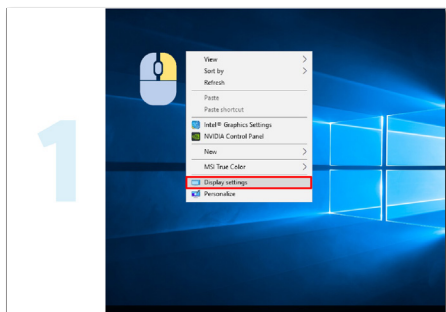 1
View
Sort by
Refresh
Paste
Paste shortcut
Intel® Graphics Settings
NVIDIA Control Panel
New
MSI True Color
Display settings
Personalize